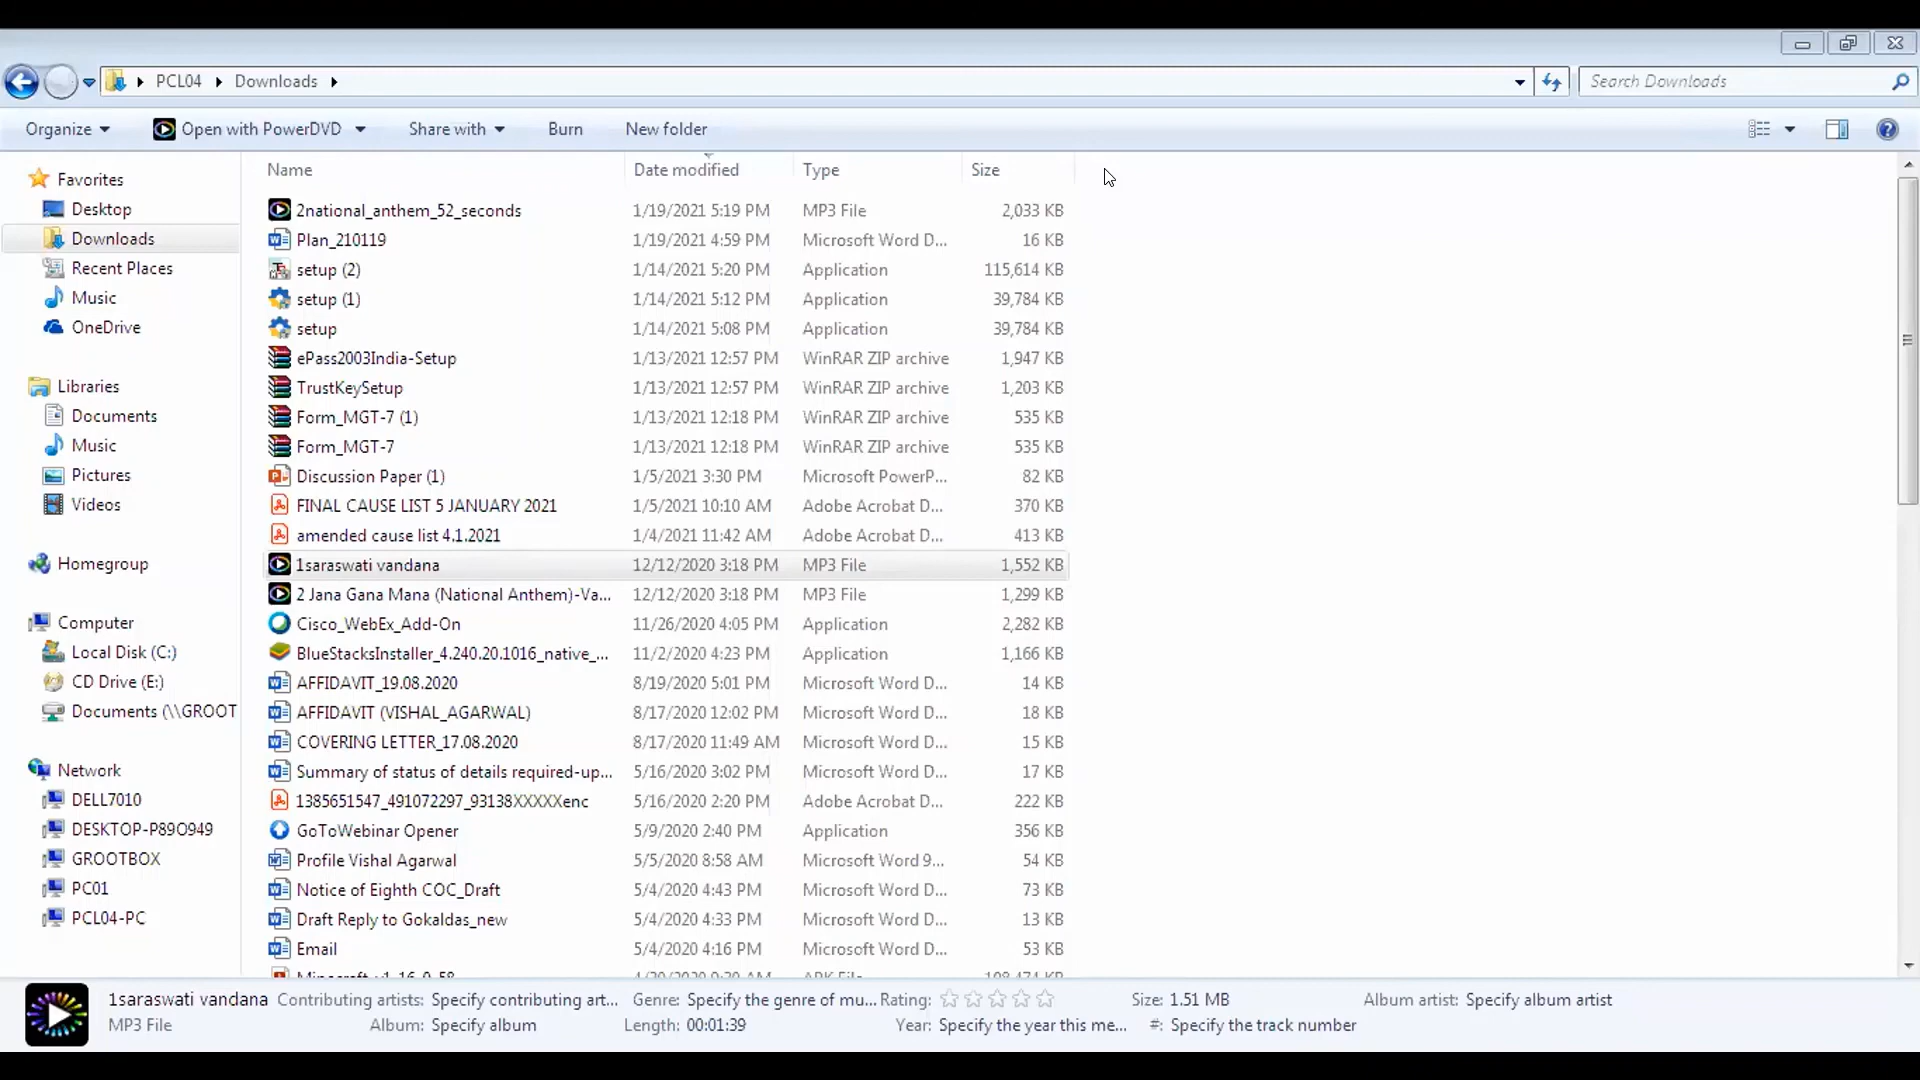 PCL04 Downloads
Search Downloads
Organize Open with PowerDVD Share with Burn New folder
Name Date modified Type Size
Favorites
Desktop
Downloads
Recent Places
Music
OneDrive
Libraries
Documents
Music
Pictures
Videos
Homegroup
Computer
Local Disk (C:)
CD Drive (E:)
Documents (\\GROOT
Network
DELL7010
DESKTOP-P89O949
GROOTBOX
PC01
PCL04-PC
2national_anthem_52_seconds 1/19/2021 5:19 PM MP3 File 2,033 KB
Plan_210119 1/19/2021 4:59 PM Microsoft Word D... 16 KB
setup (2) 1/14/2021 5:20 PM Application 115,614 KB
setup (1) 1/14/2021 5:12 PM Application 39,784 KB
setup 1/14/2021 5:08 PM Application 39,784 KB
ePass2003India-Setup 1/13/2021 12:57 PM WinRAR ZIP archive 1,947 KB
TrustKeySetup 1/13/2021 12:57 PM WinRAR ZIP archive 1,203 KB
Form_MGT-7 (1) 1/13/2021 12:18 PM WinRAR ZIP archive 535 KB
Form_MGT-7 1/13/2021 12:18 PM WinRAR ZIP archive 535 KB
Discussion Paper (1) 1/5/2021 3:30 PM Microsoft PowerP... 82 KB
FINAL CAUSE LIST 5 JANUARY 2021 1/5/2021 10:10 AM Adobe Acrobat D... 370 KB
amended cause list 4.1.2021 1/4/2021 11:42 AM Adobe Acrobat D... 413 KB
1saraswati vandana 12/12/2020 3:18 PM MP3 File 1,552 KB
2 Jana Gana Mana (National Anthem)-Va... 12/12/2020 3:18 PM MP3 File 1,299 KB
Cisco_WebEx_Add-On 11/26/2020 4:05 PM Application 2,282 KB
BlueStacksInstaller_4.240.20.1016_native_... 11/2/2020 4:23 PM Application 1,166 KB
AFFIDAVIT_19.08.2020 8/19/2020 5:01 PM Microsoft Word D... 14 KB
AFFIDAVIT (VISHAL_AGARWAL) 8/17/2020 12:02 PM Microsoft Word D... 18 KB
COVERING LETTER_17.08.2020 8/17/2020 11:49 AM Microsoft Word D... 15 KB
Summary of status of details required-up... 5/16/2020 3:02 PM Microsoft Word D... 17 KB
1385651547_491072297_93138XXXXXenc 5/16/2020 2:20 PM Adobe Acrobat D... 222 KB
GoToWebinar Opener 5/9/2020 2:40 PM Application 356 KB
Profile Vishal Agarwal 5/5/2020 8:58 AM Microsoft Word 9... 54 KB
Notice of Eighth COC_Draft 5/4/2020 4:43 PM Microsoft Word D... 73 KB
Draft Reply to Gokaldas_new 5/4/2020 4:33 PM Microsoft Word D... 13 KB
Email 5/4/2020 4:16 PM Microsoft Word D... 53 KB
1saraswati vandana Contributing artists: Specify contributing art... Genre: Specify the genre of mu... Rating: Size: 1.51 MB Album artist: Specify album artist
MP3 File Album: Specify album Length: 00:01:39 Year: Specify the year this me... #: Specify the track number